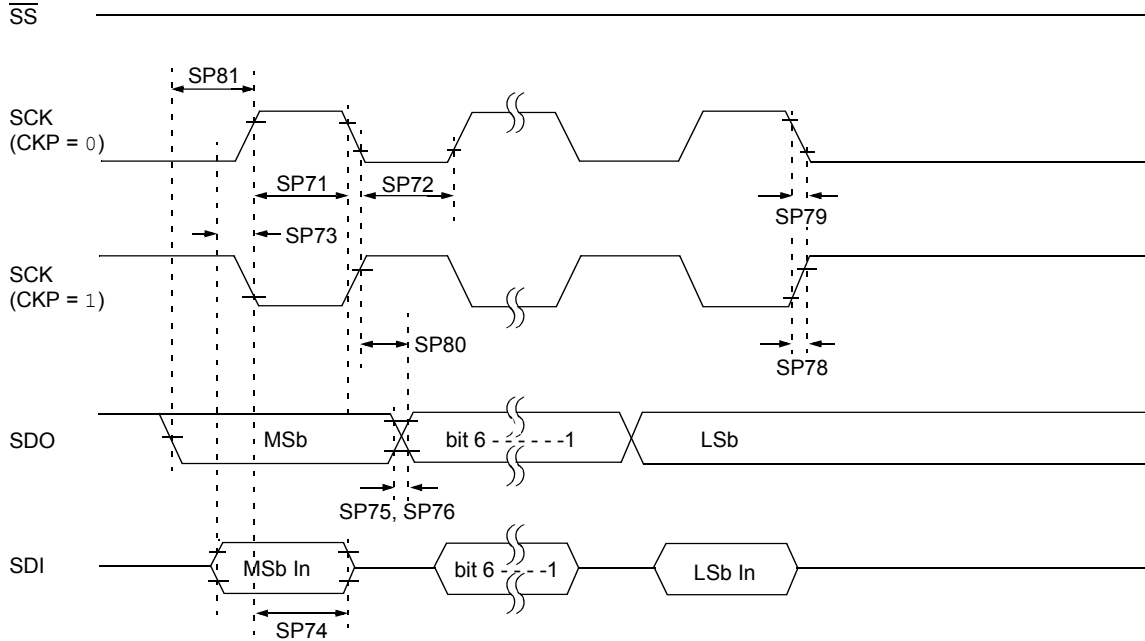 SS
SP81
SCK
(CKP = 0)
SP71
SP72
SP79
SP73
SCK
(CKP = 1)
SP80
SP78
SDO
MSb
bit 6 - - - - - -1
LSb
SP75, SP76
SDI
MSb In
bit 6 - - - -1
LSb In
SP74